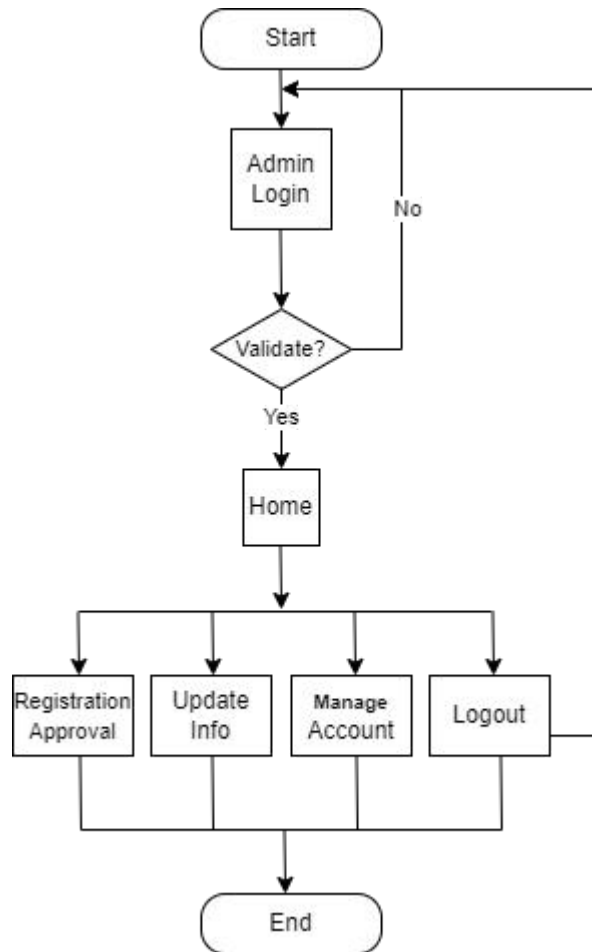 Start
Admin
Login
No
Validate?
Yes
Home
Registration
Approval
Update
Info
Manage
Account
Logout
End